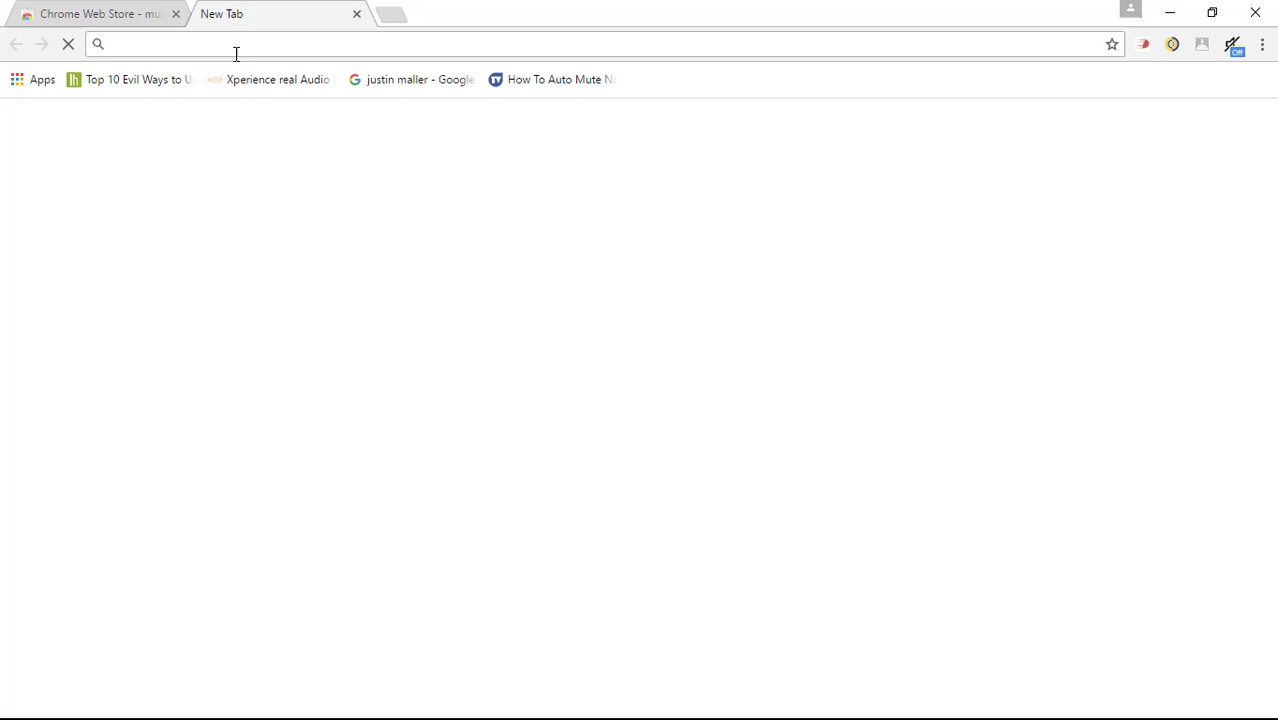 Chrome Web Store - mu
New Tab
Apps
Top 10 Evil Ways to U
Xperience real Audio
justin maller - Google
How To Auto Mute N
Off